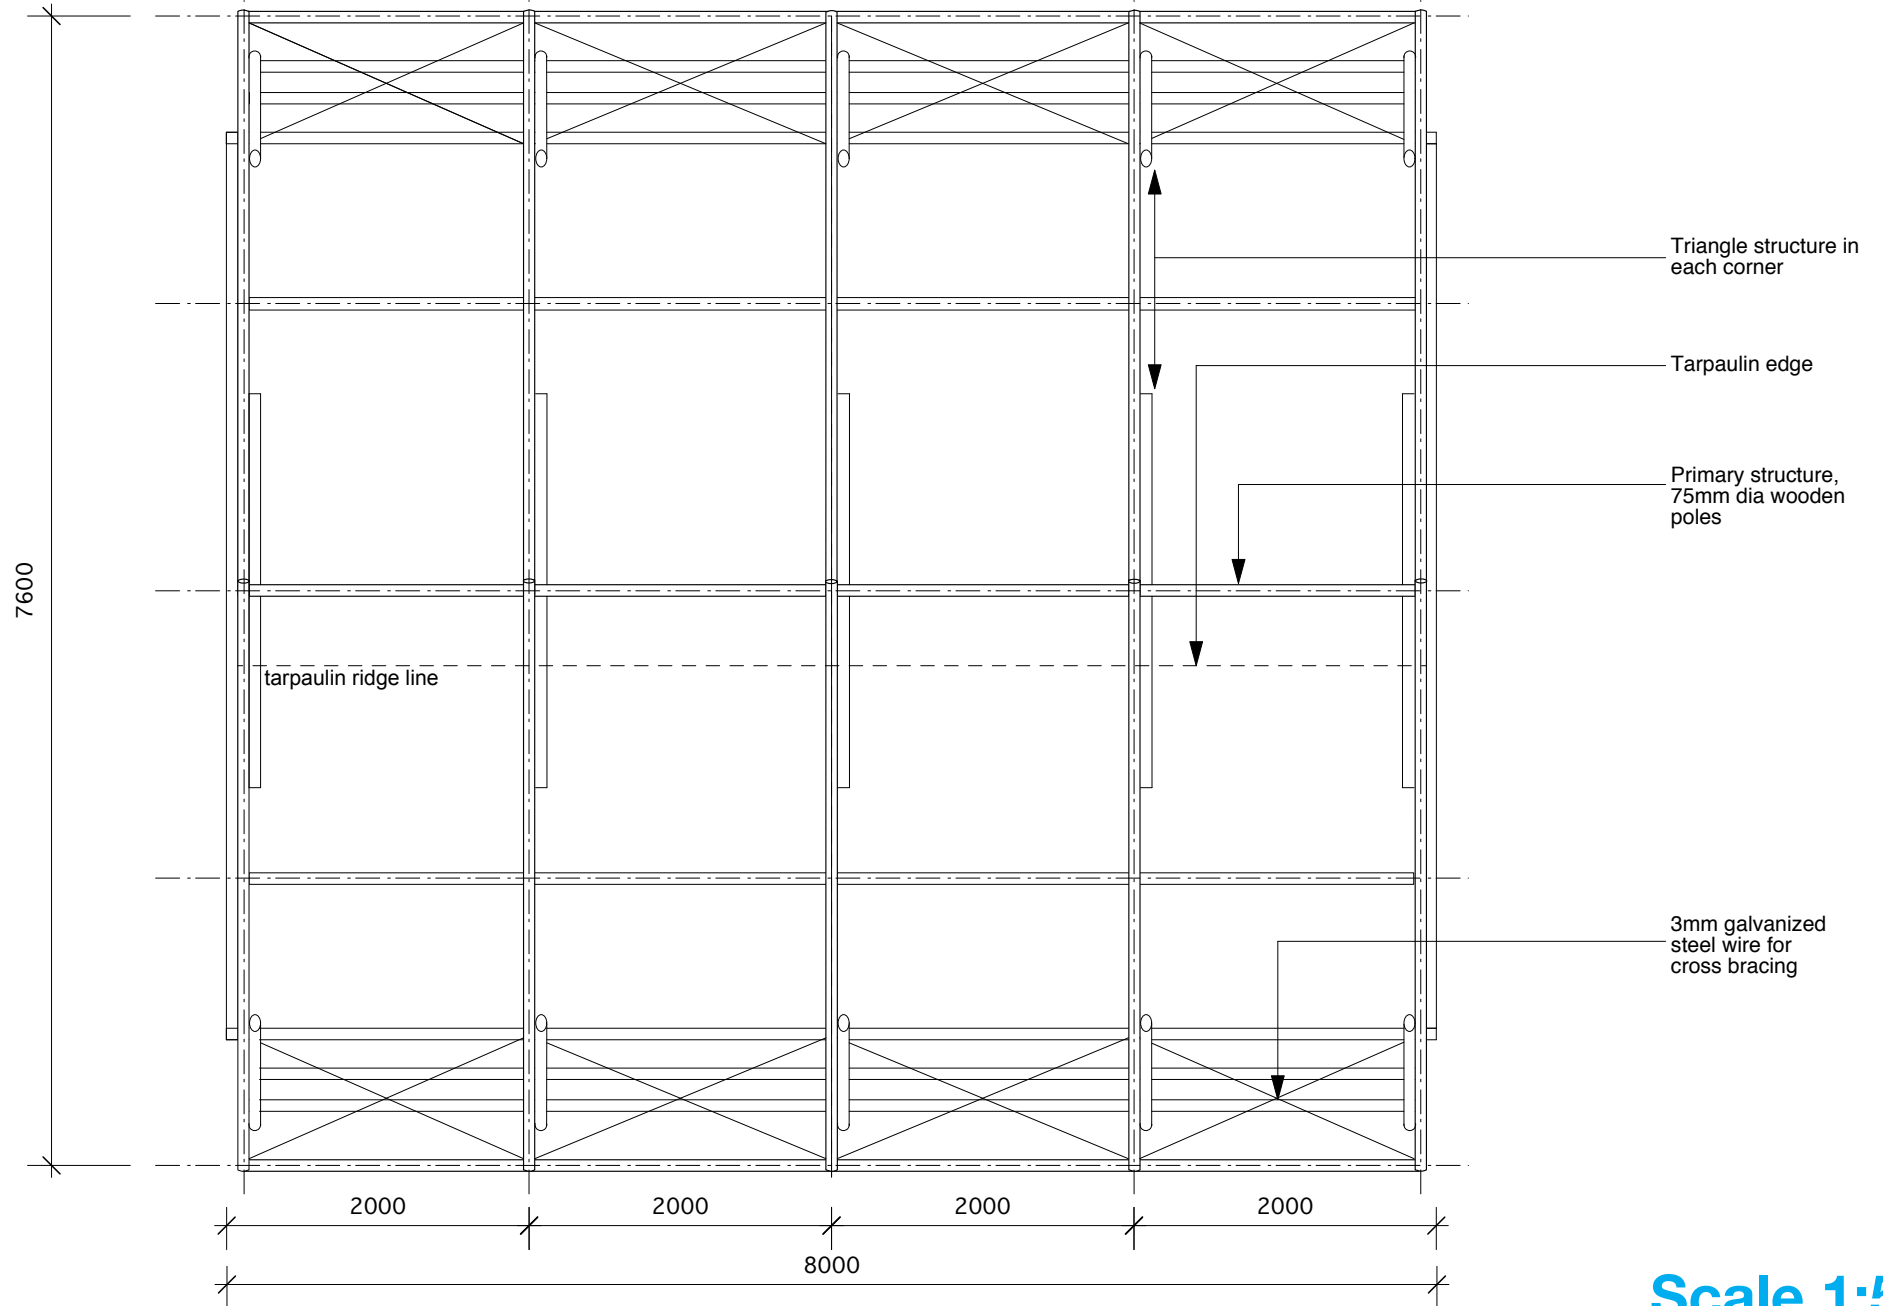 Triangle structure in
each corner
Tarpaulin edge
Primary structure,
75mm dia wooden
poles
7600
tarpaulin ridge line
3mm galvanized
steel wire for
cross bracing
2000 2000 2000 2000
8000
Scale